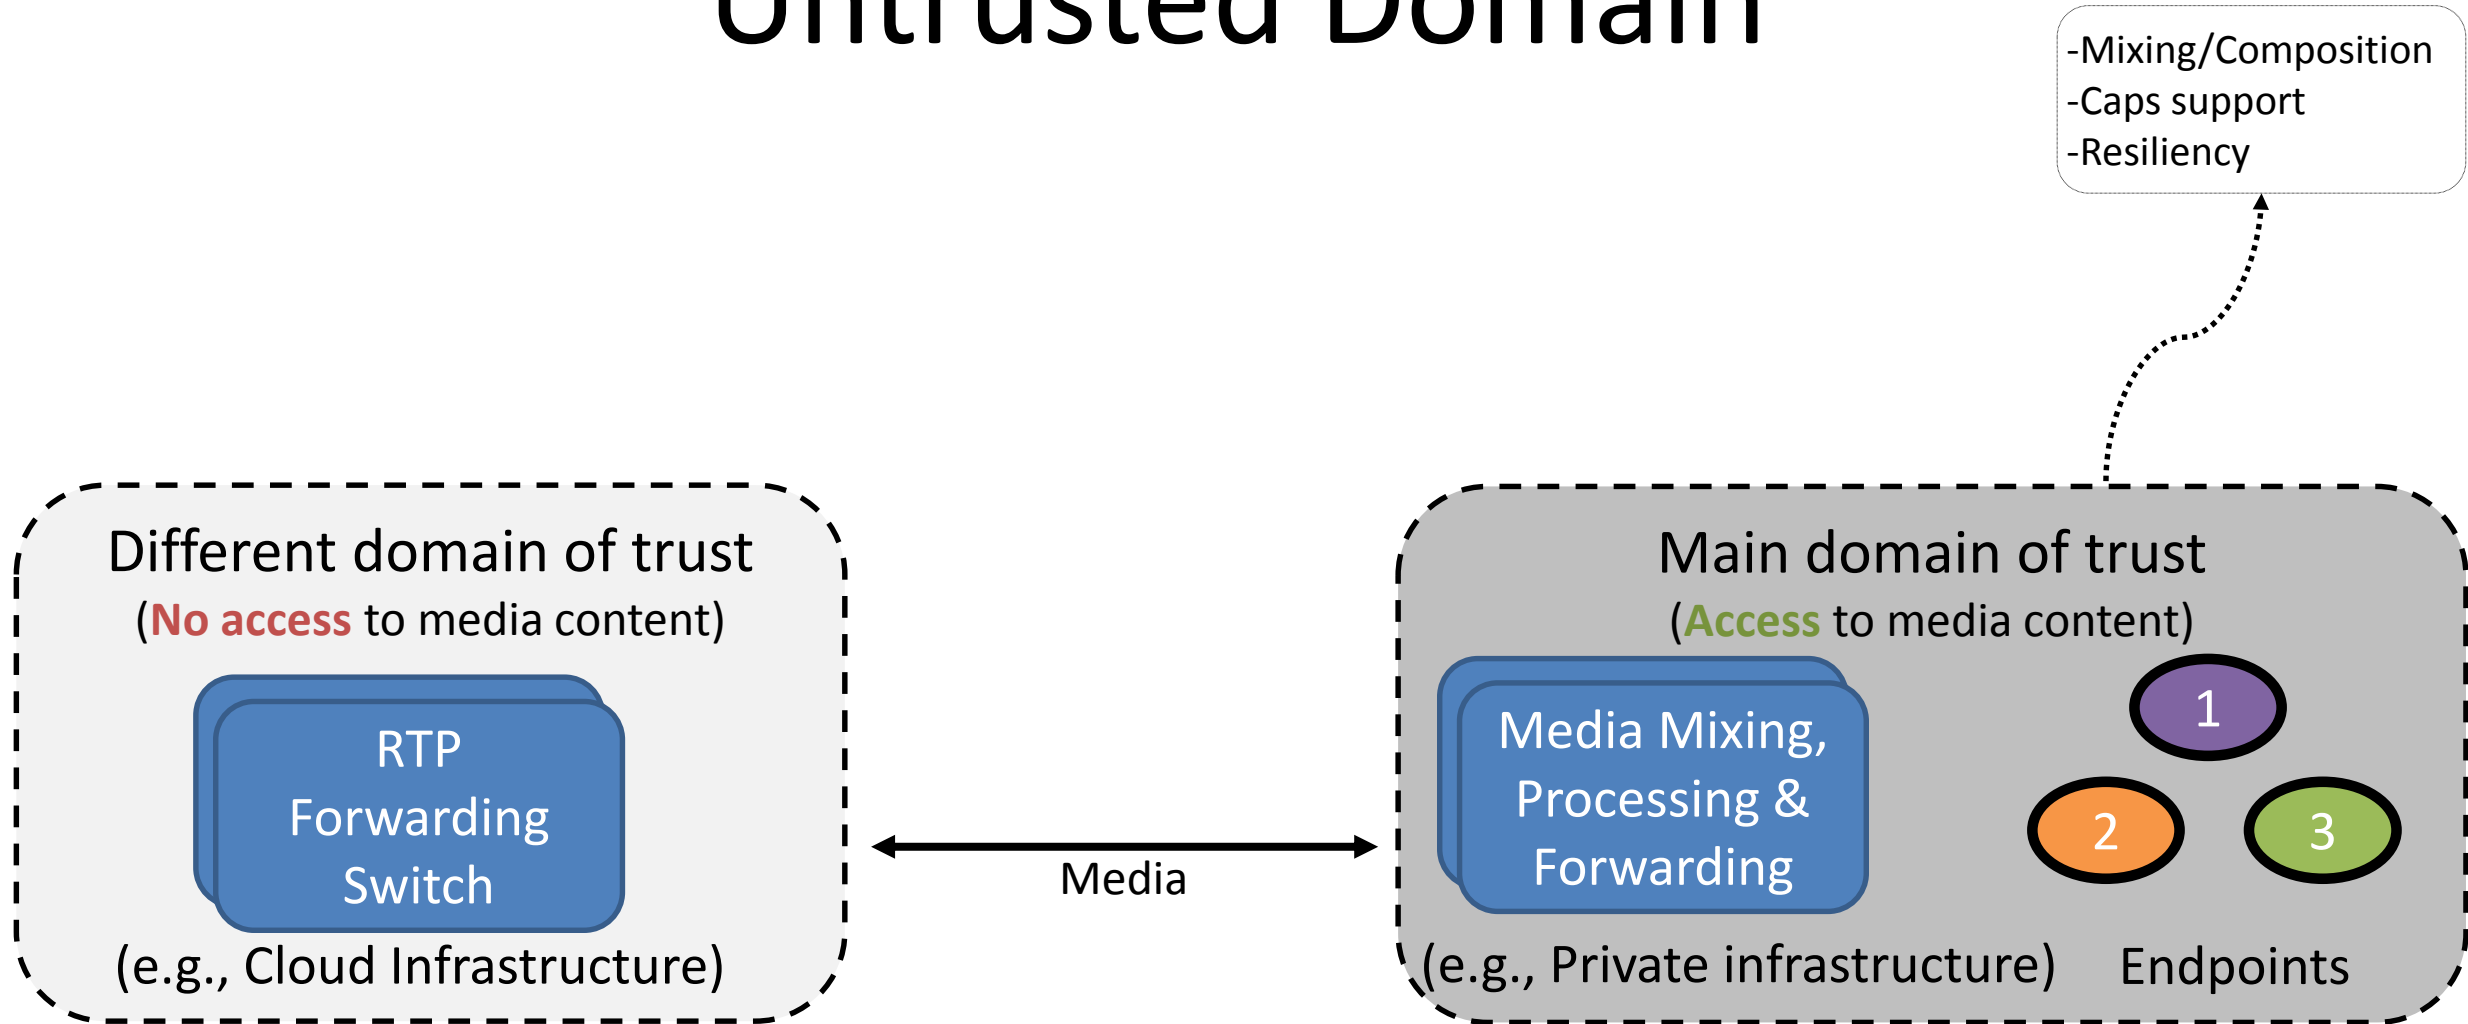 Untrusted Domain
-Mixing/Composition
-Caps support
-Resiliency
Different domain of trust
(No access to media content)
RTP
Forwarding
Switch
(e.g., Cloud Infrastructure)
Media
Main domain of trust
(Access to media content)
Media Mixing,
Processing &
Forwarding
1
2
3
(e.g., Private infrastructure)
Endpoints